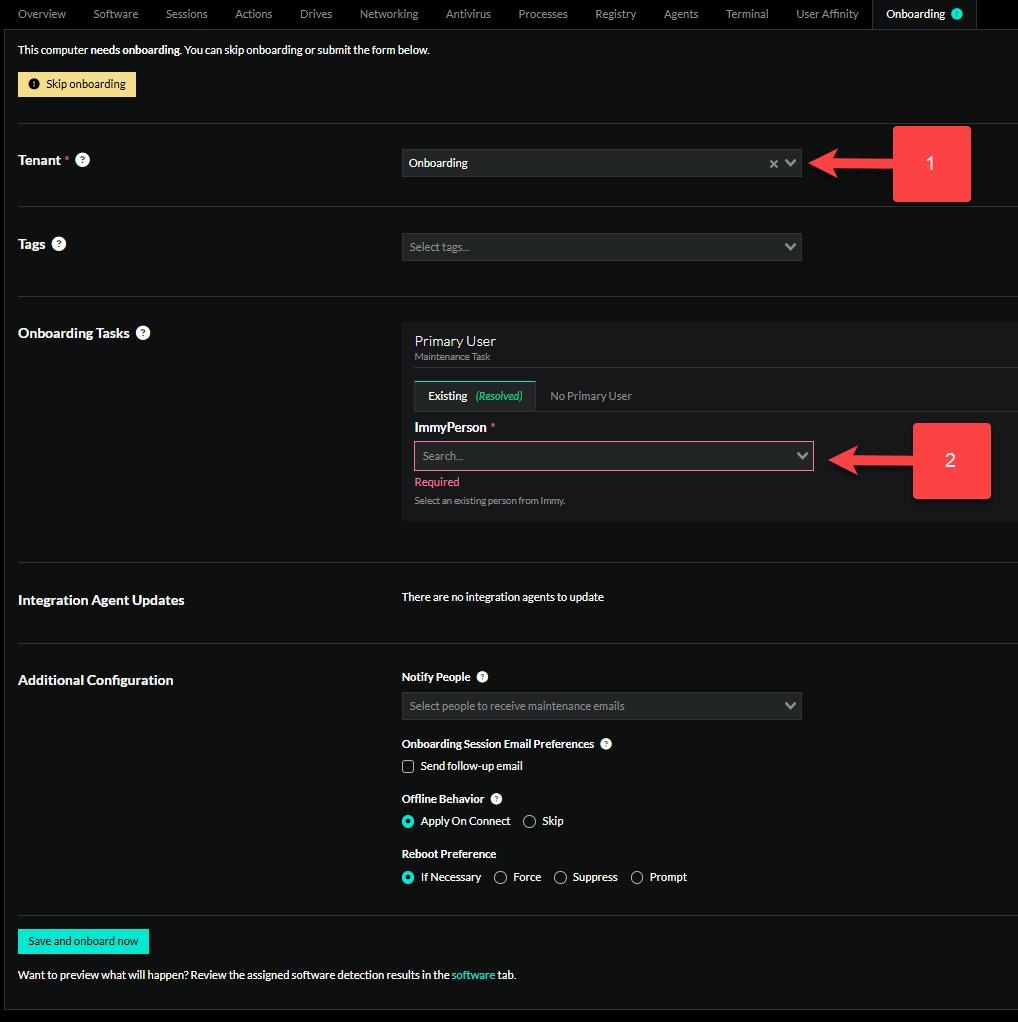 Overview Software Sessions Actions Drives Networking Antivirus Processes Registry Agents Terminal User Affinity Onboarding
This computer needs onboarding. You can skip onboarding or submit the form below.
Skip onboarding
Tenant * ? Onboarding 1
Tags ? Select tags...
Onboarding Tasks ? Primary User
Maintenance Task
Existing (Resolved) No Primary User
ImmyPerson *
Search... 2
Required
Select an existing person from Immy.
Integration Agent Updates There are no integration agents to update
Additional Configuration Notify People ?
Select people to receive maintenance emails
Onboarding Session Email Preferences ?
Send follow-up email
Offline Behavior ?
Apply On Connect Skip
Reboot Preference
If Necessary Force Suppress Prompt
Save and onboard now
Want to preview what will happen? Review the assigned software detection results in the software tab.